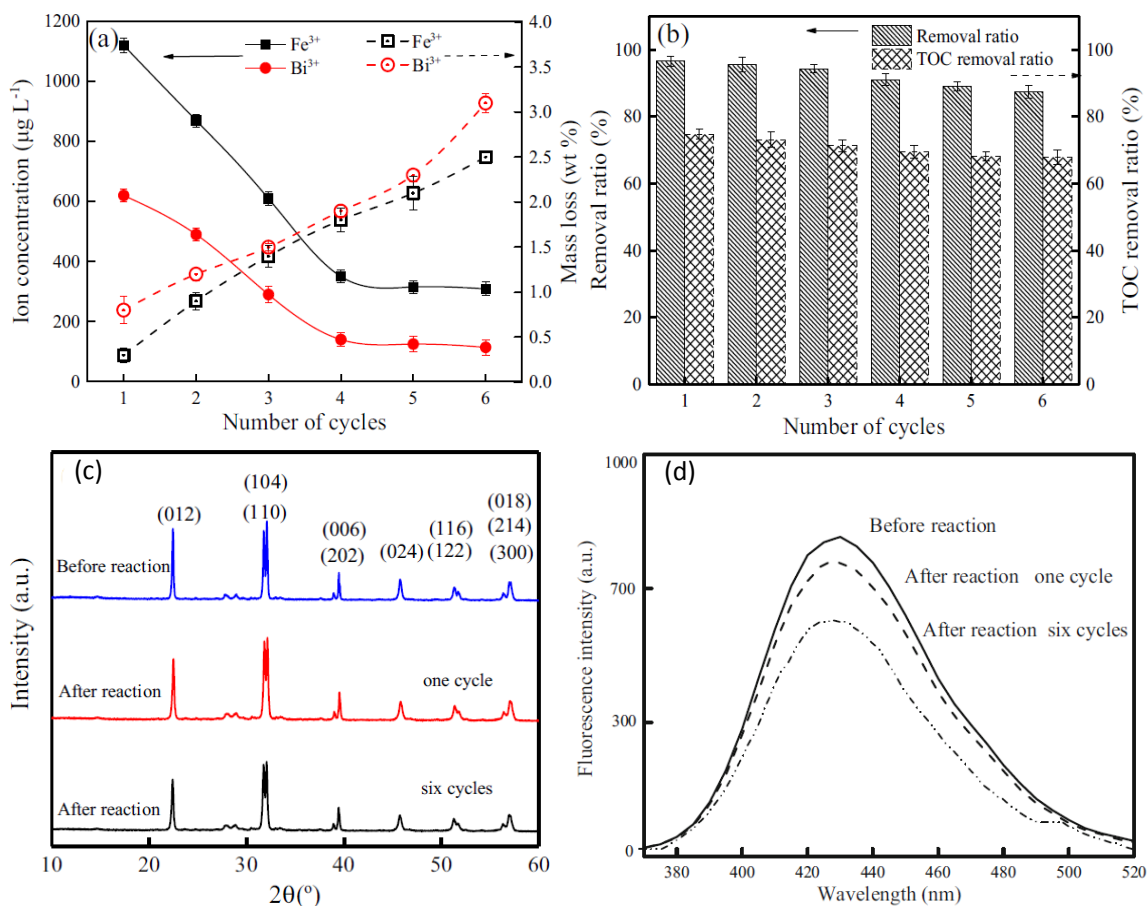 (a)
Fe³⁺
Bi³⁺
Fe³⁺
Bi³⁺
1200
1000
800
600
400
200
0
4.0
3.5
3.0
2.5
2.0
1.5
1.0
0.5
0.0
1 2 3 4 5 6
Ion concentration (µg L⁻¹)
Mass loss (wt %)
Number of cycles
(b)
Removal ratio
TOC removal ratio
100
80
60
40
20
0
100
80
60
40
20
0
1 2 3 4 5 6
Removal ratio (%)
TOC removal ratio (%)
Number of cycles
(c)
(012)
(104)
(110)
(006)
(202)
(024)
(116)
(122)
(018)
(214)
(300)
Before reaction
After reaction one cycle
After reaction six cycles
10 20 30 40 50 60
Intensity (a.u.)
2θ(º)
(d)
Before reaction
After reaction one cycle
After reaction six cycles
1000
700
300
0
380 400 420 440 460 480 500 520
Fluorescence intensity (a.u.)
Wavelength (nm)